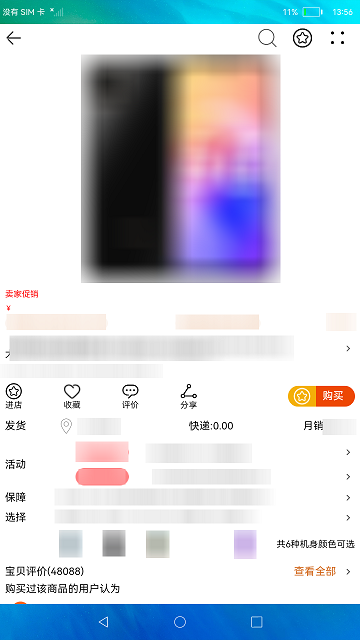 没有 SIM 卡 11% 13:56
卖家促销
¥
进店 收藏 评价 分享 购买
发货 快递:0.00 月销
活动
保障
选择
共6种机身颜色可选
宝贝评价(48088) 查看全部
购买过该商品的用户认为